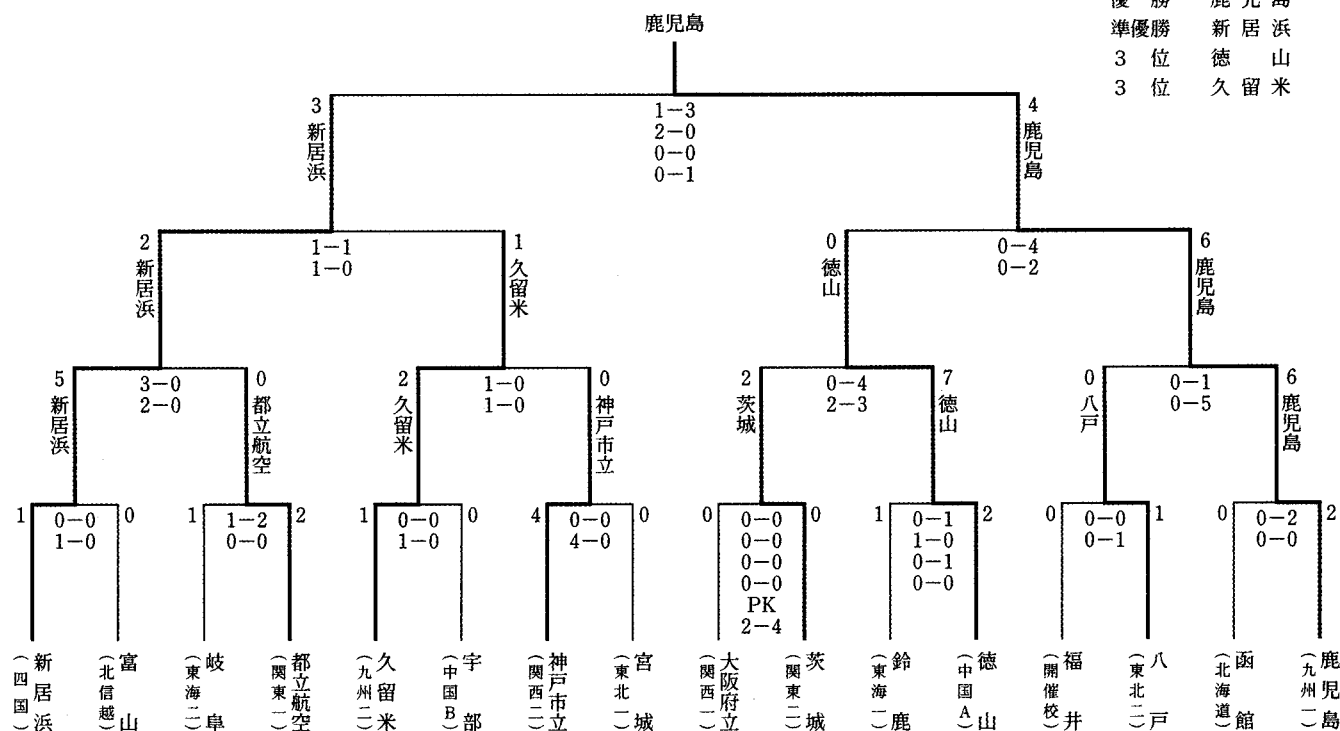 優勝 鹿児島
準優勝 新居浜
3位 徳山
3位 久留米
鹿児島
3 新居浜
1-3
2-0
0-0
0-1
4 鹿児島
2 新居浜
1-1
1-0
1 久留米
0 徳山
0-4
0-2
6 鹿児島
5 新居浜
3-0
2-0
0 都立航空
2 久留米
1-0
1-0
0 神戸市立
2 茨城
0-4
2-3
7 徳山
0 八戸
0-1
0-5
6 鹿児島
1
0-0
1-0
0
1
1-2
0-0
2
1
0-0
1-0
0
4
0-0
4-0
0
0
0-0
0-0
0-0
0-0
PK
2-4
0
1
0-1
1-0
0-1
0-0
2
0
0-0
0-1
1
0
0-2
0-0
2
新居浜(四国)
富山(北信越)
岐阜(東海二)
都立航空(関東一)
久留米(九州二)
宇部(中国B)
神戸市立(関西二)
宮城(東北一)
大阪府立(関西一)
茨城(関東二)
鈴鹿(東海一)
徳山(中国A)
福井(開催校)
八戸(東北二)
函館(北海道)
鹿児島(九州一)